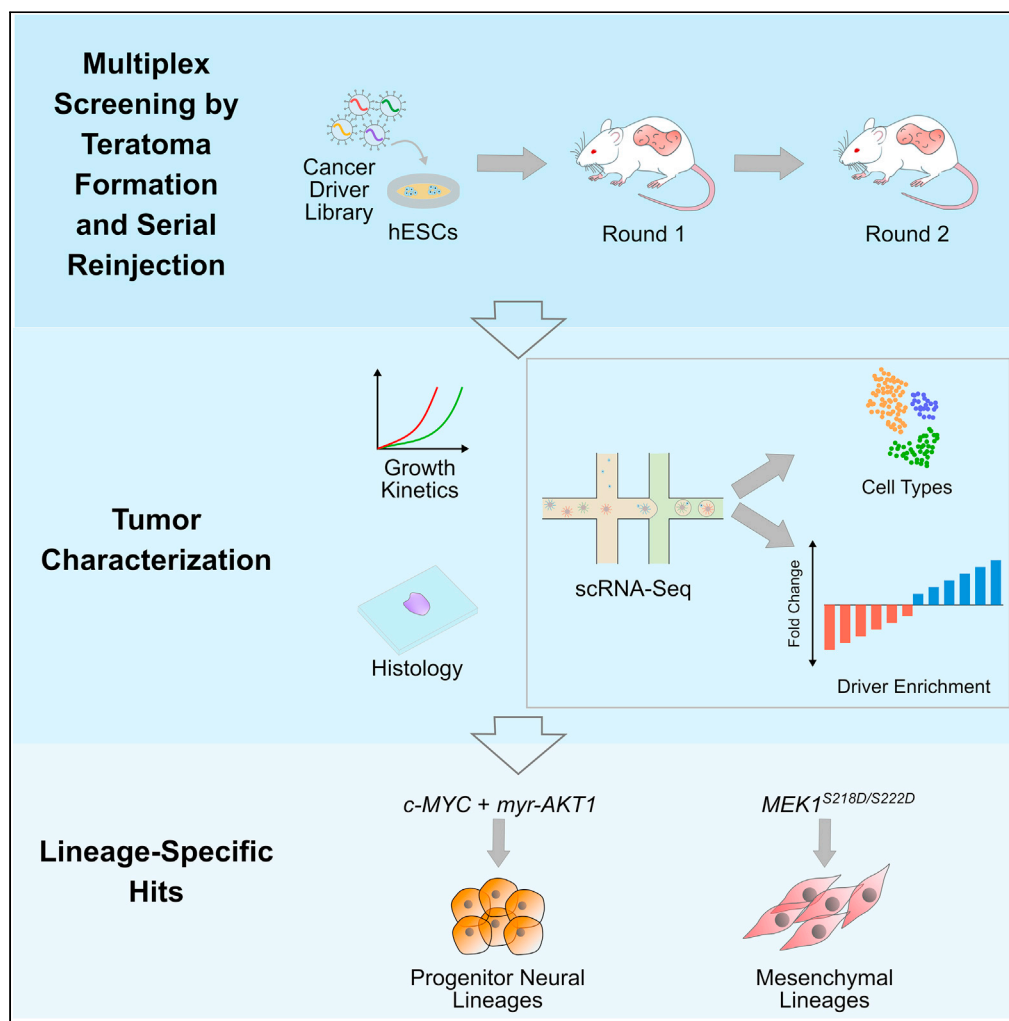 Multiplex
Screening by
Teratoma
Formation
and Serial
Reinjection
Cancer
Driver
Library
hESCs
Round 1
Round 2
Tumor
Characterization
Growth
Kinetics
Histology
scRNA-Seq
Cell Types
Fold Change
Driver Enrichment
Lineage-Specific
Hits
c-MYC + myr-AKT1
Progenitor Neural
Lineages
MEK1S218D/S222D
Mesenchymal
Lineages